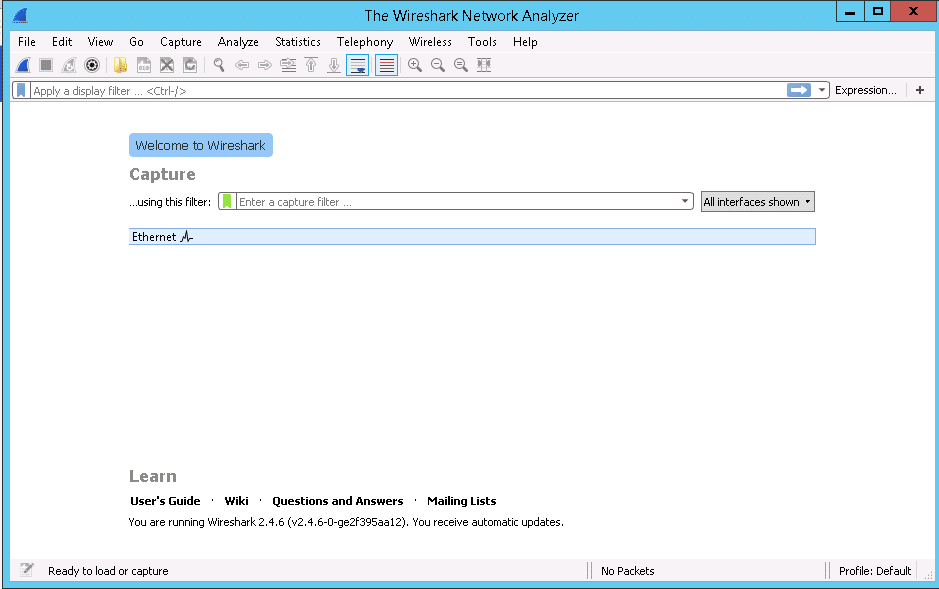 The Wireshark Network Analyzer
File Edit View Go Capture Analyze Statistics Telephony Wireless Tools Help
Apply a display filter ... <Ctrl-/> Expression... +
Welcome to Wireshark
Capture
...using this filter: Enter a capture filter ... All interfaces shown
Ethernet
Learn
User's Guide · Wiki · Questions and Answers · Mailing Lists
You are running Wireshark 2.4.6 (v2.4.6-0-ge2f395aa12). You receive automatic updates.
Ready to load or capture No Packets Profile: Default